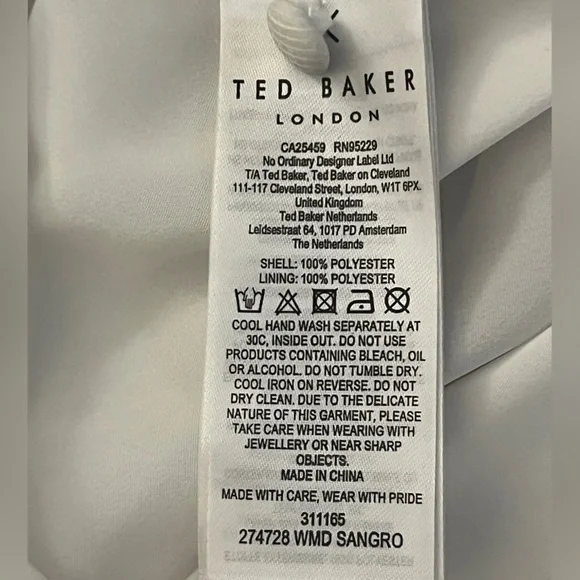 TED BAKER
LONDON
CA25459 RN95229
No Ordinary Designer Label Ltd
T/A Ted Baker, Ted Baker on Cleveland
111-117 Cleveland Street, London, W1T 6PX.
United Kingdom
Ted Baker Netherlands
Leidsestraat 64, 1017 PD Amsterdam
The Netherlands
SHELL: 100% POLYESTER
LINING: 100% POLYESTER
COOL HAND WASH SEPARATELY AT
30C, INSIDE OUT. DO NOT USE
PRODUCTS CONTAINING BLEACH, OIL
OR ALCOHOL. DO NOT TUMBLE DRY.
COOL IRON ON REVERSE. DO NOT
DRY CLEAN. DUE TO THE DELICATE
NATURE OF THIS GARMENT, PLEASE
TAKE CARE WHEN WEARING WITH
JEWELLERY OR NEAR SHARP
OBJECTS.
MADE IN CHINA
MADE WITH CARE, WEAR WITH PRIDE
311165
274728 WMD SANGRO